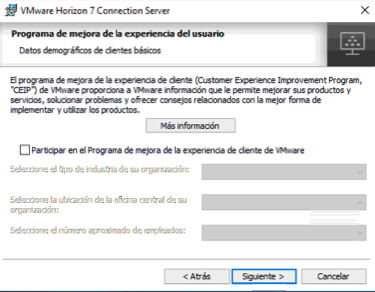 VMware Horizon 7 Connection Server
Programa de mejora de la experiencia del usuario
Datos demográficos de clientes básicos
El programa de mejora de la experiencia de cliente (Customer Experience Improvement Program,
"CEIP") de VMware proporciona a VMware información que le permite mejorar sus productos y
servicios, solucionar problemas y ofrecer consejos relacionados con la mejor forma de
implementar y utilizar los productos.
Más información
Participar en el Programa de mejora de la experiencia de cliente de VMware
Seleccione el tipo de industria de su organización:
Seleccione la ubicación de la oficina central de su
organización:
Seleccione el número aproximado de empleados:
< Atrás
Siguiente >
Cancelar